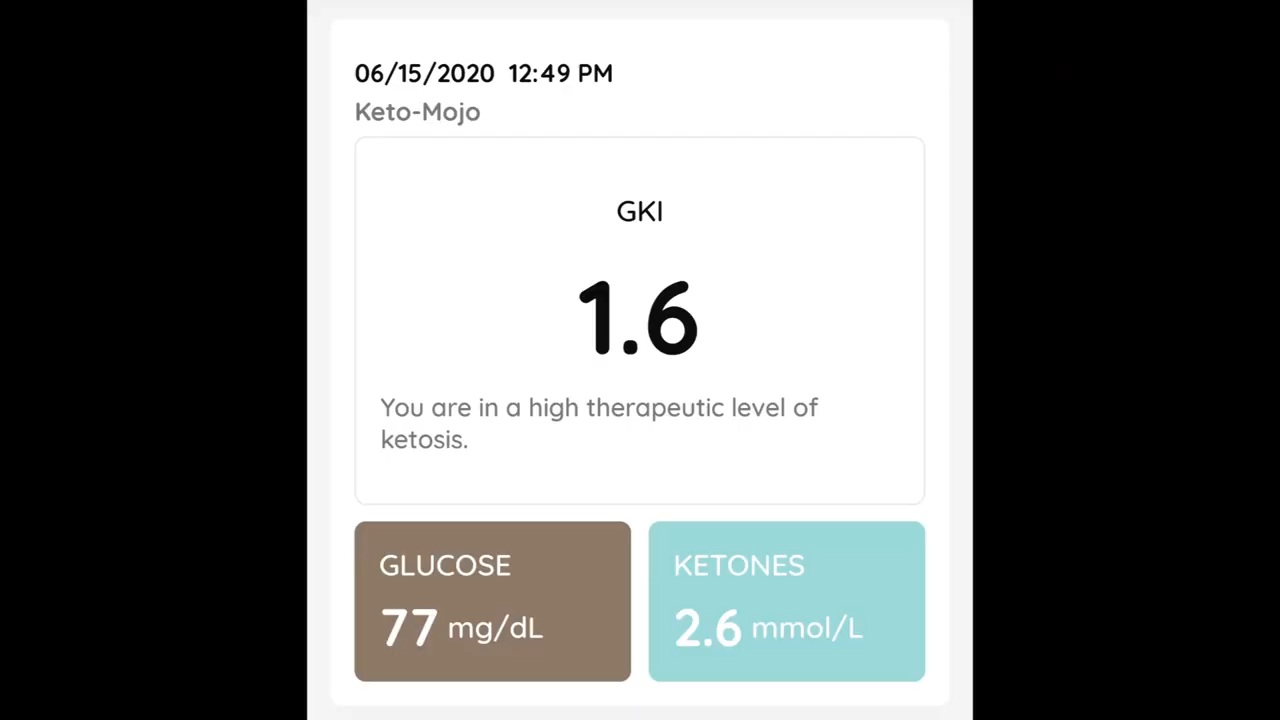 06/15/2020 12:49 PM
Keto-Mojo
GKI
1.6
You are in a high therapeutic level of
ketosis.
GLUCOSE
77 mg/dL
KETONES
2.6 mmol/L